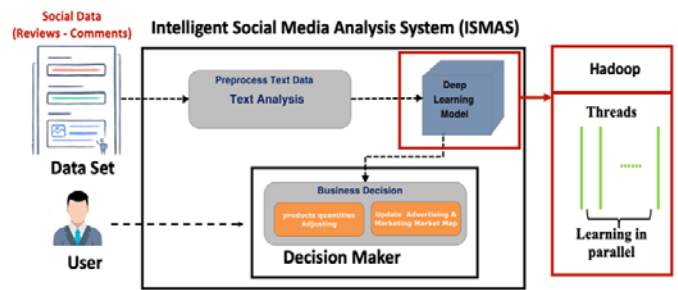 Social Data
(Reviews - Comments)
Intelligent Social Media Analysis System (ISMAS)
Preprocess Text Data
Text Analysis
Deep
Learning
Model
Hadoop
Threads
......
Learning in
parallel
Data Set
User
Business Decision
products quantities
Adjusting
Update Advertising &
Marketing Market Map
Decision Maker